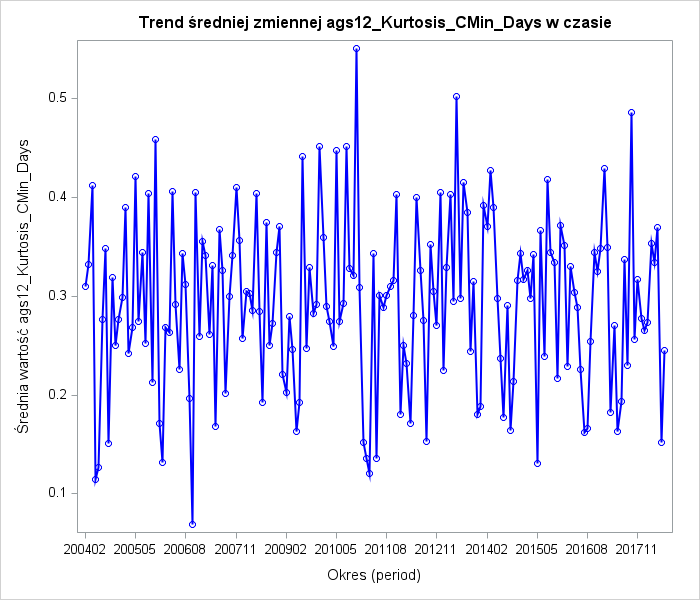 Trend średniej zmiennej ags12_Kurtosis_CMin_Days w czasie
Średnia wartość ags12_Kurtosis_CMin_Days
0.5
0.4
0.3
0.2
0.1
200402 200505 200608 200711 200902 201005 201108 201211 201402 201505 201608 201711
Okres (period)